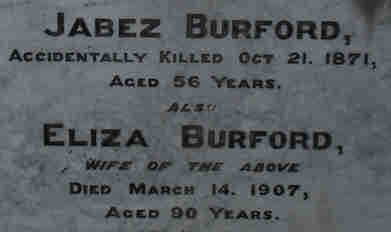 JABEZ BURFORD,
ACCIDENTALLY KILLED OCT 21. 1871,
AGED 56 YEARS.
ALSO
ELIZA BURFORD,
WIFE OF THE ABOVE
DIED MARCH 14. 1907,
AGED 90 YEARS.